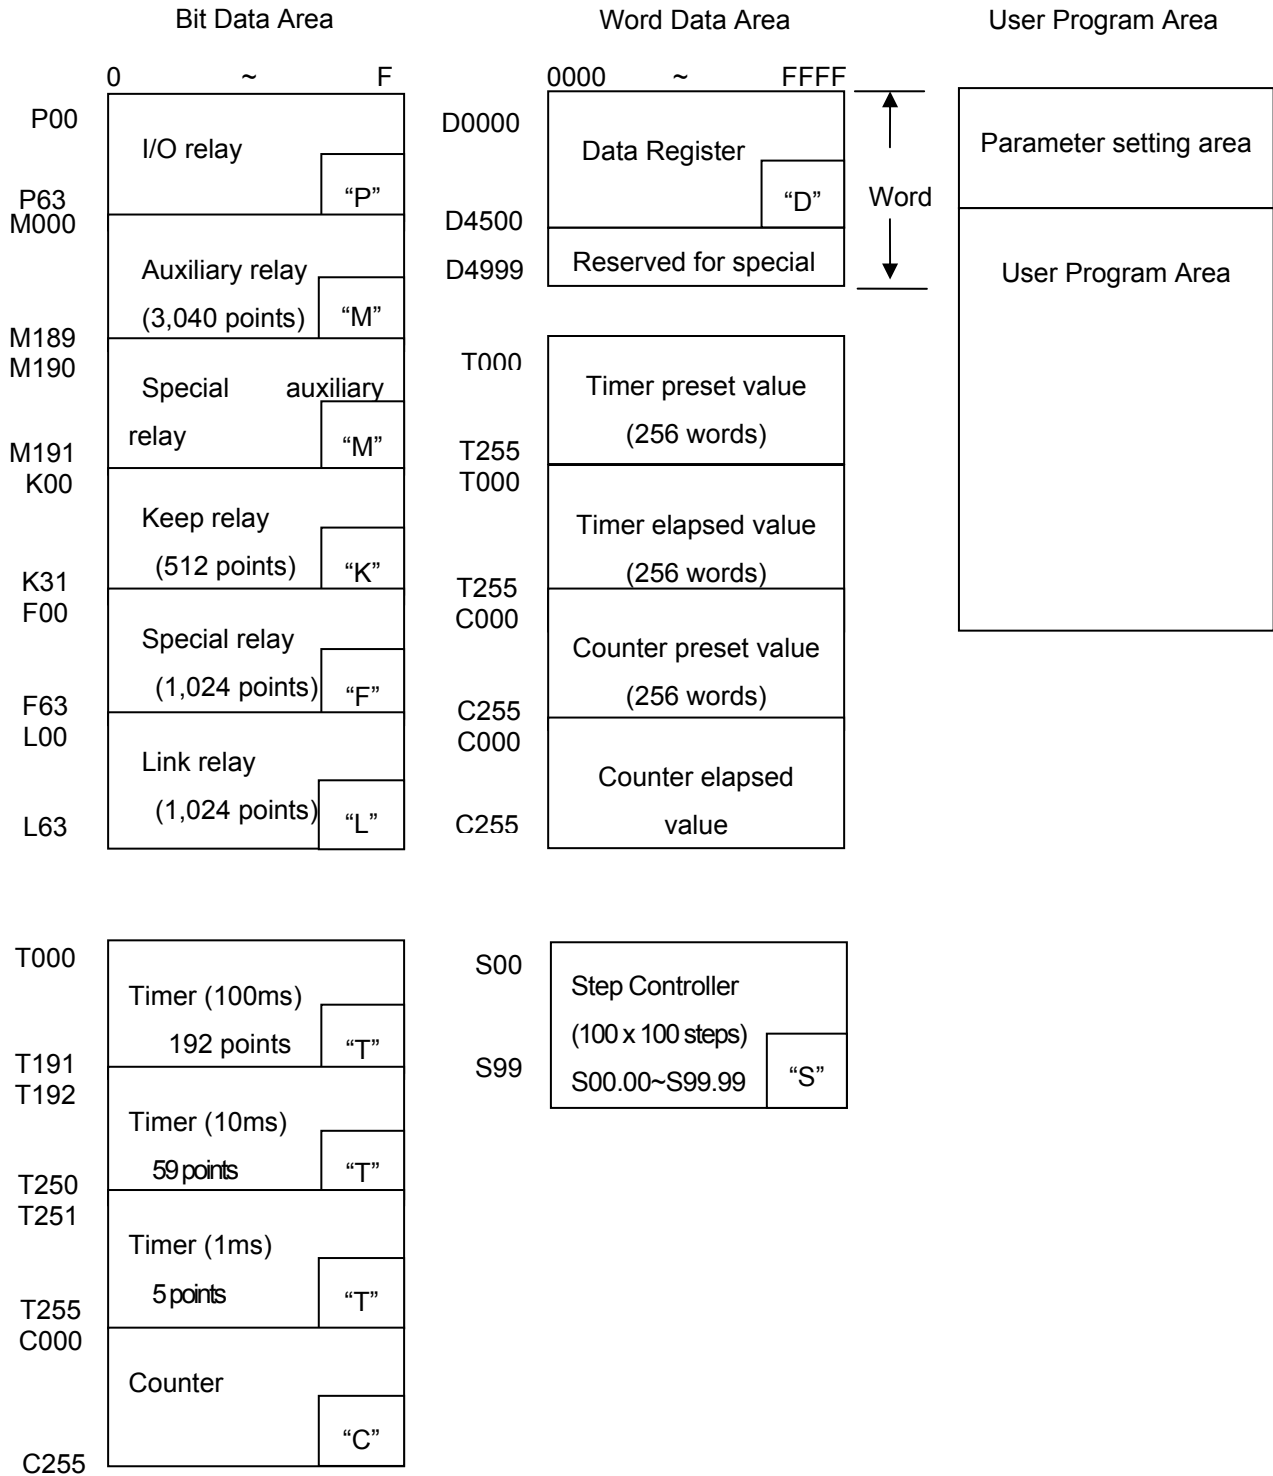 Bit Data Area
Word Data Area
User Program Area
0 ~ F
P00
I/O relay
"P"
P63
M000
Auxiliary relay
(3,040 points)
"M"
M189
M190
Special auxiliary
relay
"M"
M191
K00
Keep relay
(512 points)
"K"
K31
F00
Special relay
(1,024 points)
"F"
F63
L00
Link relay
(1,024 points)
"L"
L63
T000
Timer (100ms)
192 points
"T"
T191
T192
Timer (10ms)
59 points
"T"
T250
T251
Timer (1ms)
5 points
"T"
T255
C000
Counter
"C"
C255
0000 ~ FFFF
D0000
Data Register
"D"
D4500
Reserved for special
D4999
Word
T000
Timer preset value
(256 words)
T255
T000
Timer elapsed value
(256 words)
T255
C000
Counter preset value
(256 words)
C255
C000
Counter elapsed
value
C255
S00
Step Controller
(100 x 100 steps)
S00.00~S99.99
"S"
S99
Parameter setting area
User Program Area